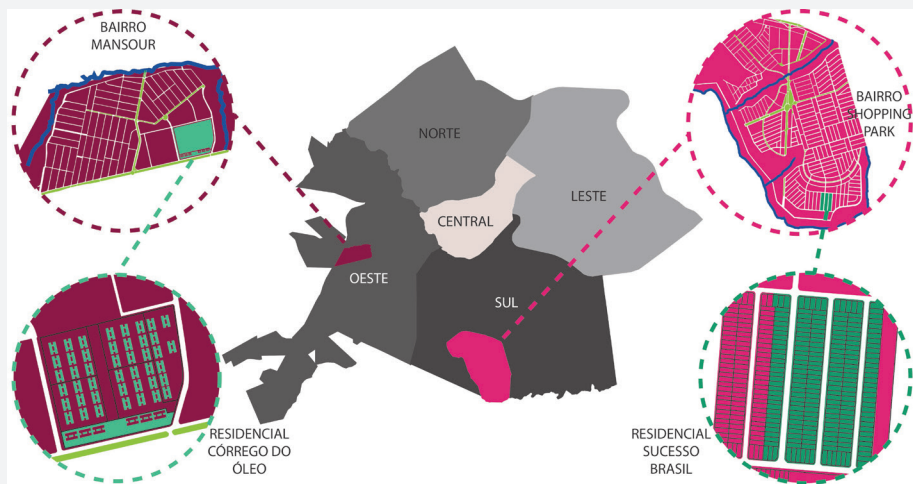 BAIRRO
MANSOUR
NORTE
BAIRRO
SHOPPING
PARK
LESTE
CENTRAL
OESTE
SUL
RESIDENCIAL
CÓRREGO DO
ÓLEO
RESIDENCIAL
SUCESSO
BRASIL